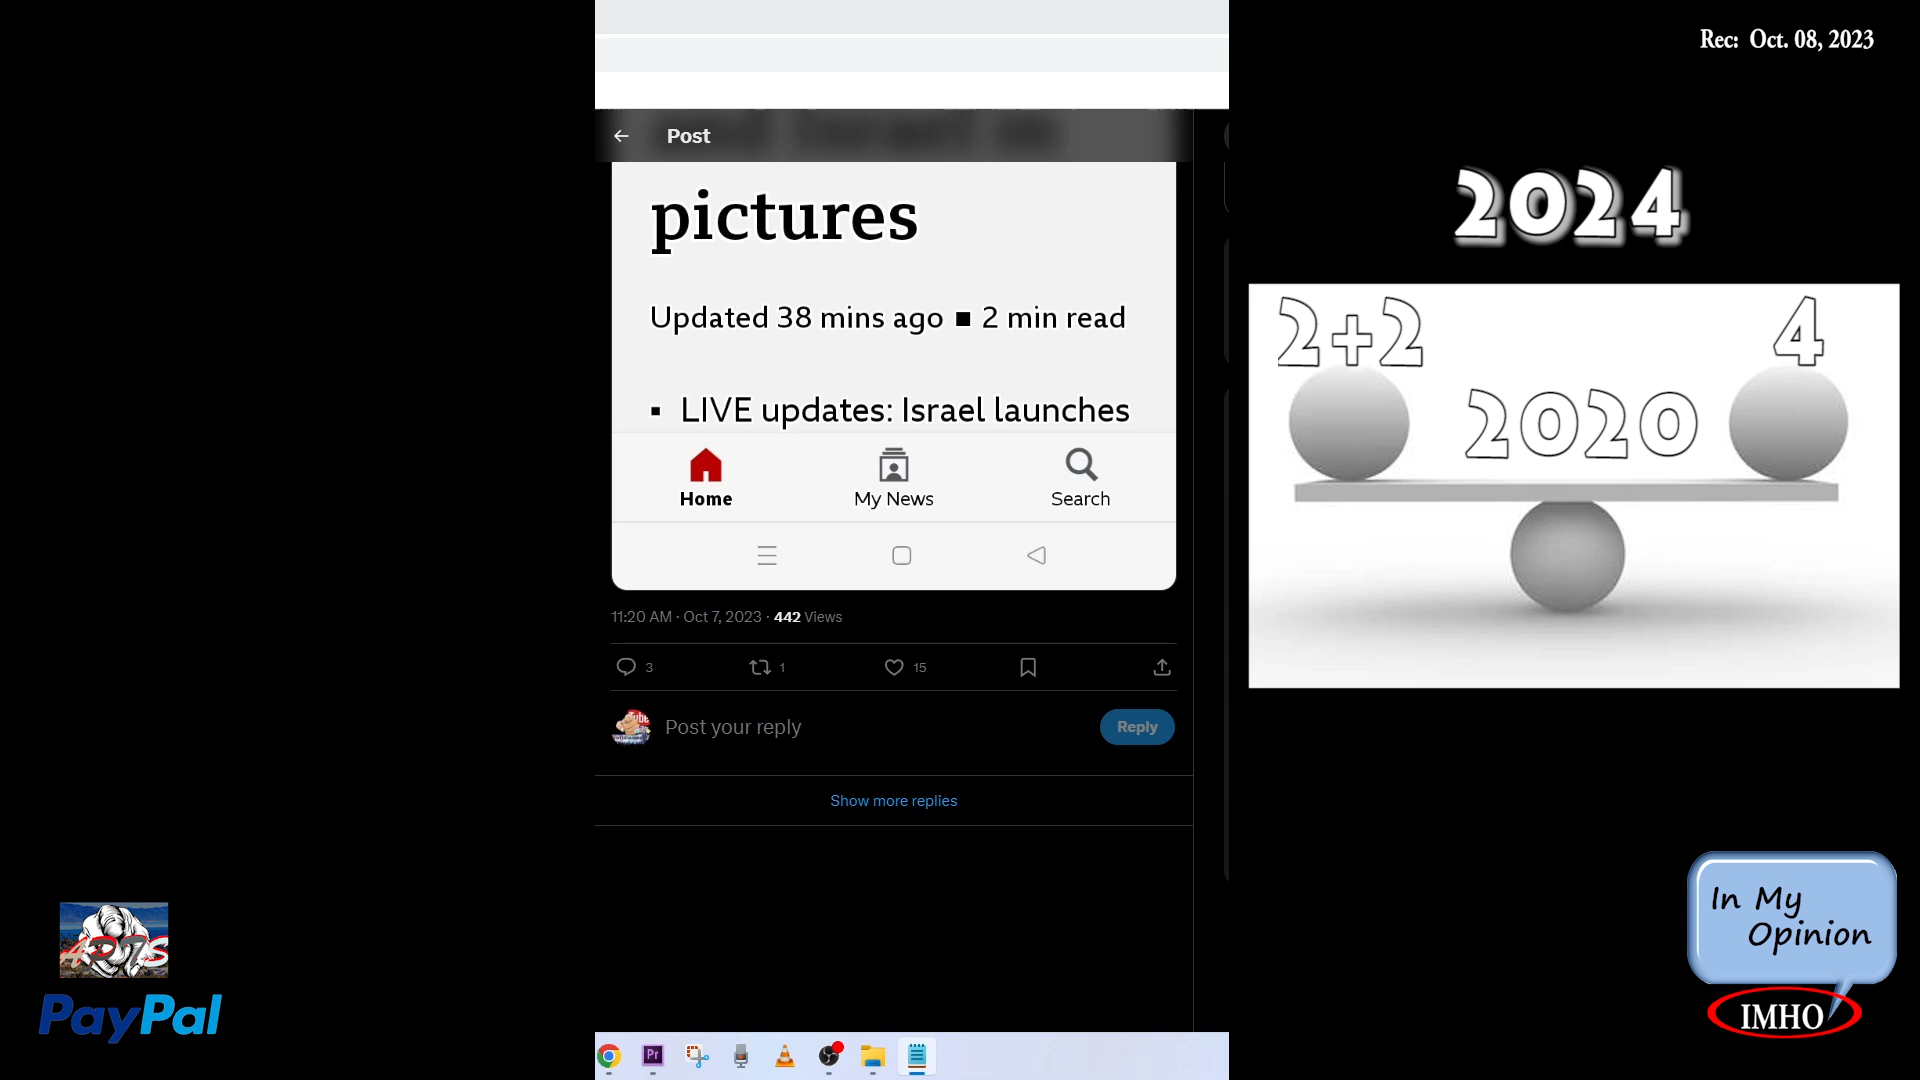 Rec: Oct. 08, 2023
Post
pictures
Updated 38 mins ago ▪ 2 min read
▪ LIVE updates: Israel launches
Home
My News
Search
11:20 AM · Oct 7, 2023 · 442 Views
3
1
15
Post your reply
Reply
Show more replies
2024
2+2
4
2020
In My
Opinion
IMHO
PayPal
Pr